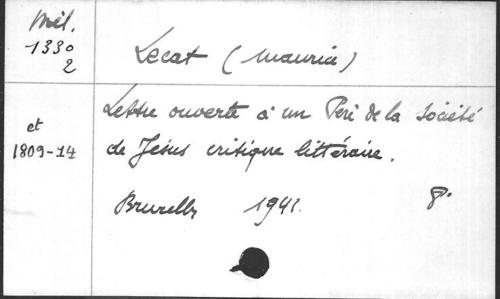 Mél.
1330
2
Lecat (Maurice)
et
1809-14
Lettre ouverte à un Père de la Société
de Jésus critique littéraire.
Bruxelles 1941. 8°.